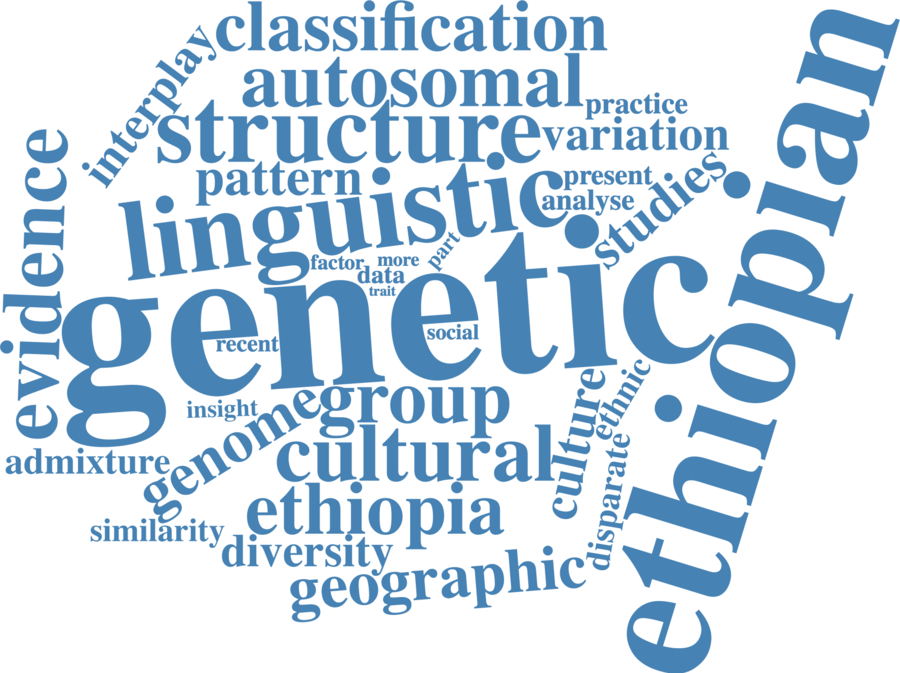 classification
interplay
autosomal
practice
structure
variation
evidence
pattern
present
studies
linguistic
analyse
ethiopian
factor
more
part
data
trait
genetic
recent
social
insight
genome
group
culture
ethnic
cultural
admixture
disparate
ethiopia
similarity
diversity
geographic